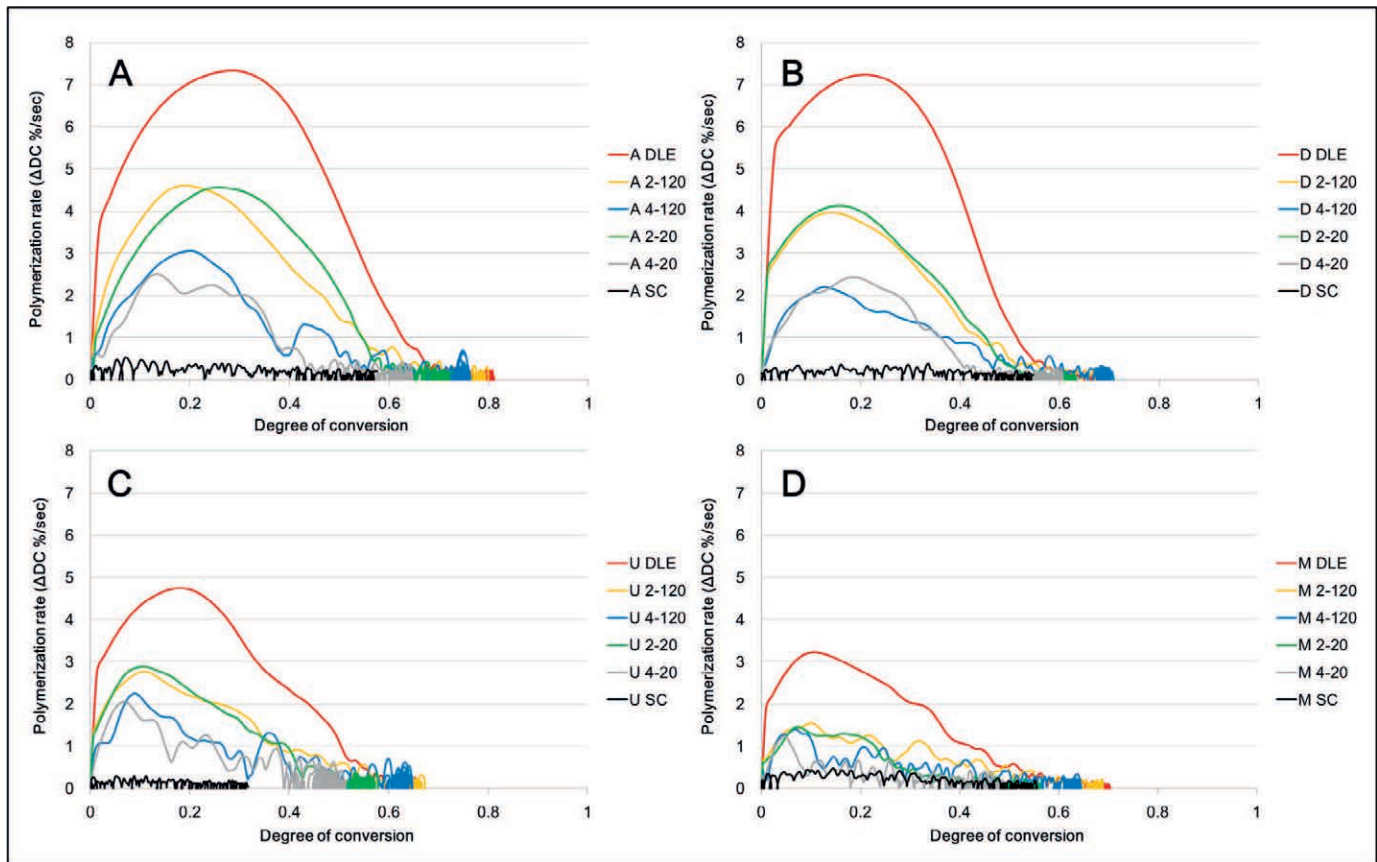 A
Polymerization rate (ΔDC %/sec)
8
7
6
5
4
3
2
1
0
0 0.2 0.4 0.6 0.8 1
Degree of conversion
A DLE
A 2-120
A 4-120
A 2-20
A 4-20
A SC
B
Polymerization rate (ΔDC %/sec)
8
7
6
5
4
3
2
1
0
0 0.2 0.4 0.6 0.8 1
Degree of conversion
D DLE
D 2-120
D 4-120
D 2-20
D 4-20
D SC
C
Polymerization rate (ΔDC %/sec)
8
7
6
5
4
3
2
1
0
0 0.2 0.4 0.6 0.8 1
Degree of conversion
U DLE
U 2-120
U 4-120
U 2-20
U 4-20
U SC
D
Polymerization rate (ΔDC %/sec)
8
7
6
5
4
3
2
1
0
0 0.2 0.4 0.6 0.8 1
Degree of conversion
M DLE
M 2-120
M 4-120
M 2-20
M 4-20
M SC